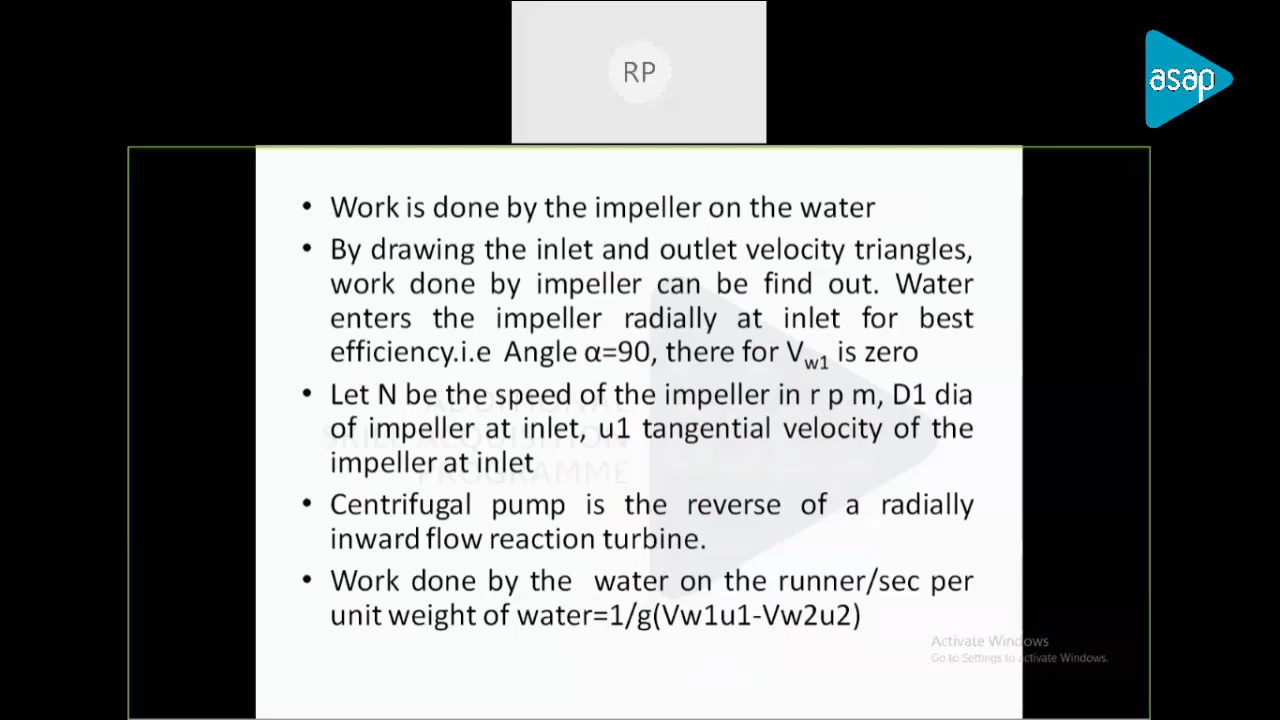 RP
asap
• Work is done by the impeller on the water
• By drawing the inlet and outlet velocity triangles,
work done by impeller can be find out. Water
enters the impeller radially at inlet for best
efficiency.i.e Angle α=90, there for Vw1 is zero
• Let N be the speed of the impeller in r p m, D1 dia
of impeller at inlet, u1 tangential velocity of the
impeller at inlet
• Centrifugal pump is the reverse of a radially
inward flow reaction turbine.
• Work done by the water on the runner/sec per
unit weight of water=1/g(Vw1u1-Vw2u2)
ADDITIONAL
SKILL ACQUISITION
PROGRAMME
Activate Windows
Go to Settings to activate Windows.